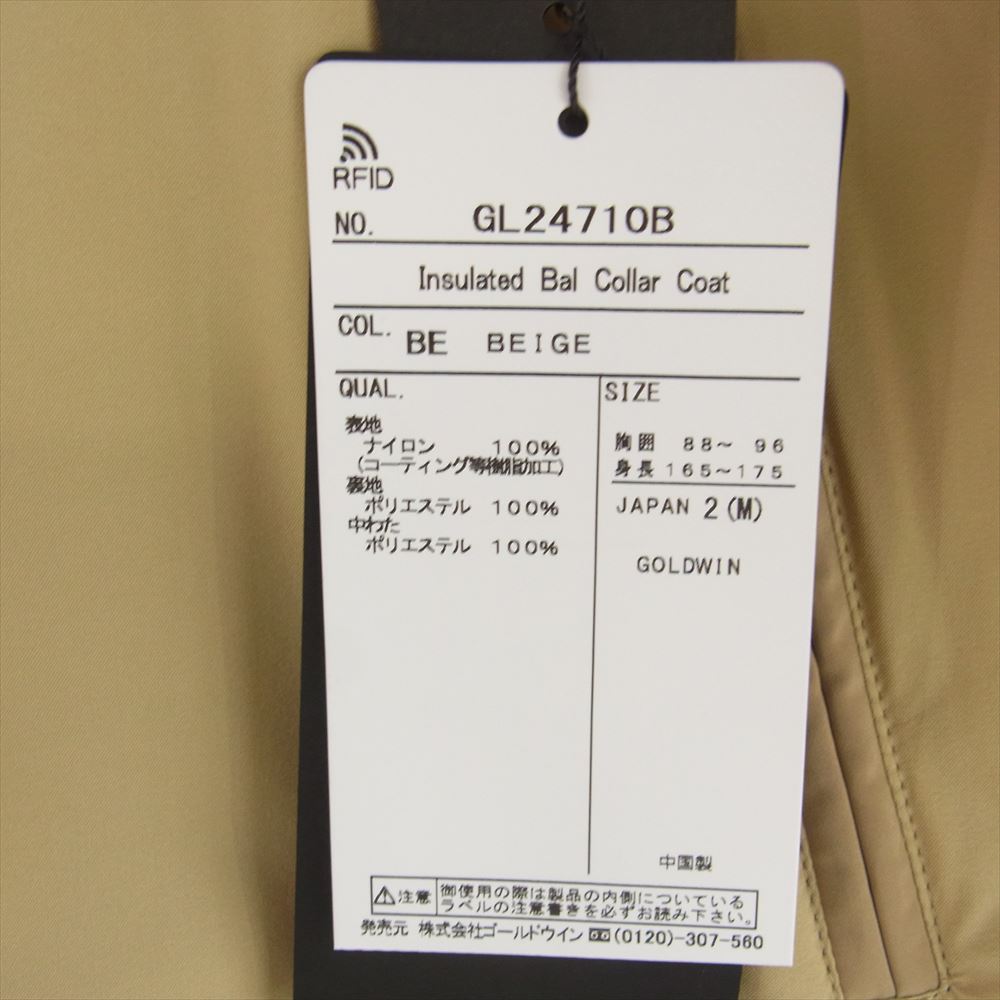 RFID
NO. GL24710B
Insulated Bal Collar Coat
COL. BE BEIGE
QUAL.
表地
ナイロン 100%
(コーティング等樹脂加工)
裏地
ポリエステル 100%
中わた
ポリエステル 100%
SIZE
胸囲 88～ 96
身長 165～175
JAPAN 2 (M)
GOLDWIN
中国製
注意 御使用の際は製品の内側についている
ラベルの注意書きを必ずお読み下さい。
発売元 株式会社ゴールドウイン (0120)-307-560